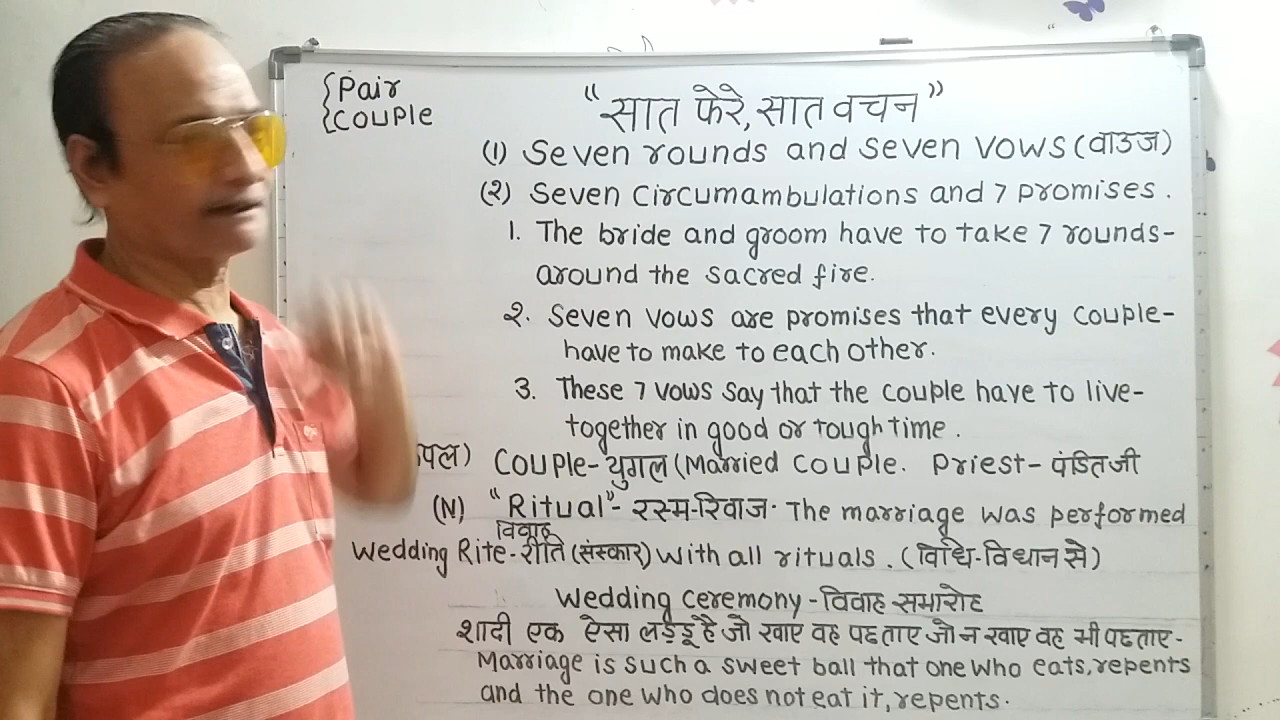 {Pair
{Couple
"सात फेरे, सात वचन"
(1) Seven rounds and seven vows (वाउज)
(२) Seven Circumambulations and 7 promises.
1. The bride and groom have to take 7 rounds-
around the sacred fire.
2. Seven vows are promises that every couple-
have to make to each other.
3. These 7 vows say that the couple have to live-
together in good or tough time.
पल) Couple- युगल (Married Couple. Priest- पंडितजी
(N) "Ritual"- रस्म-रिवाज. The marriage was performed
विवाह
Wedding Rite- रीति (संस्कार) with all rituals. (विधि-विधान से)
Wedding ceremony - विवाह समारोह
शादी एक ऐसा लड्डू है जो खाए वह पछताए जो न खाए वह भी पछताए-
Marriage is such a sweet ball that one who eats, repents
and the one who does not eat it, repents.